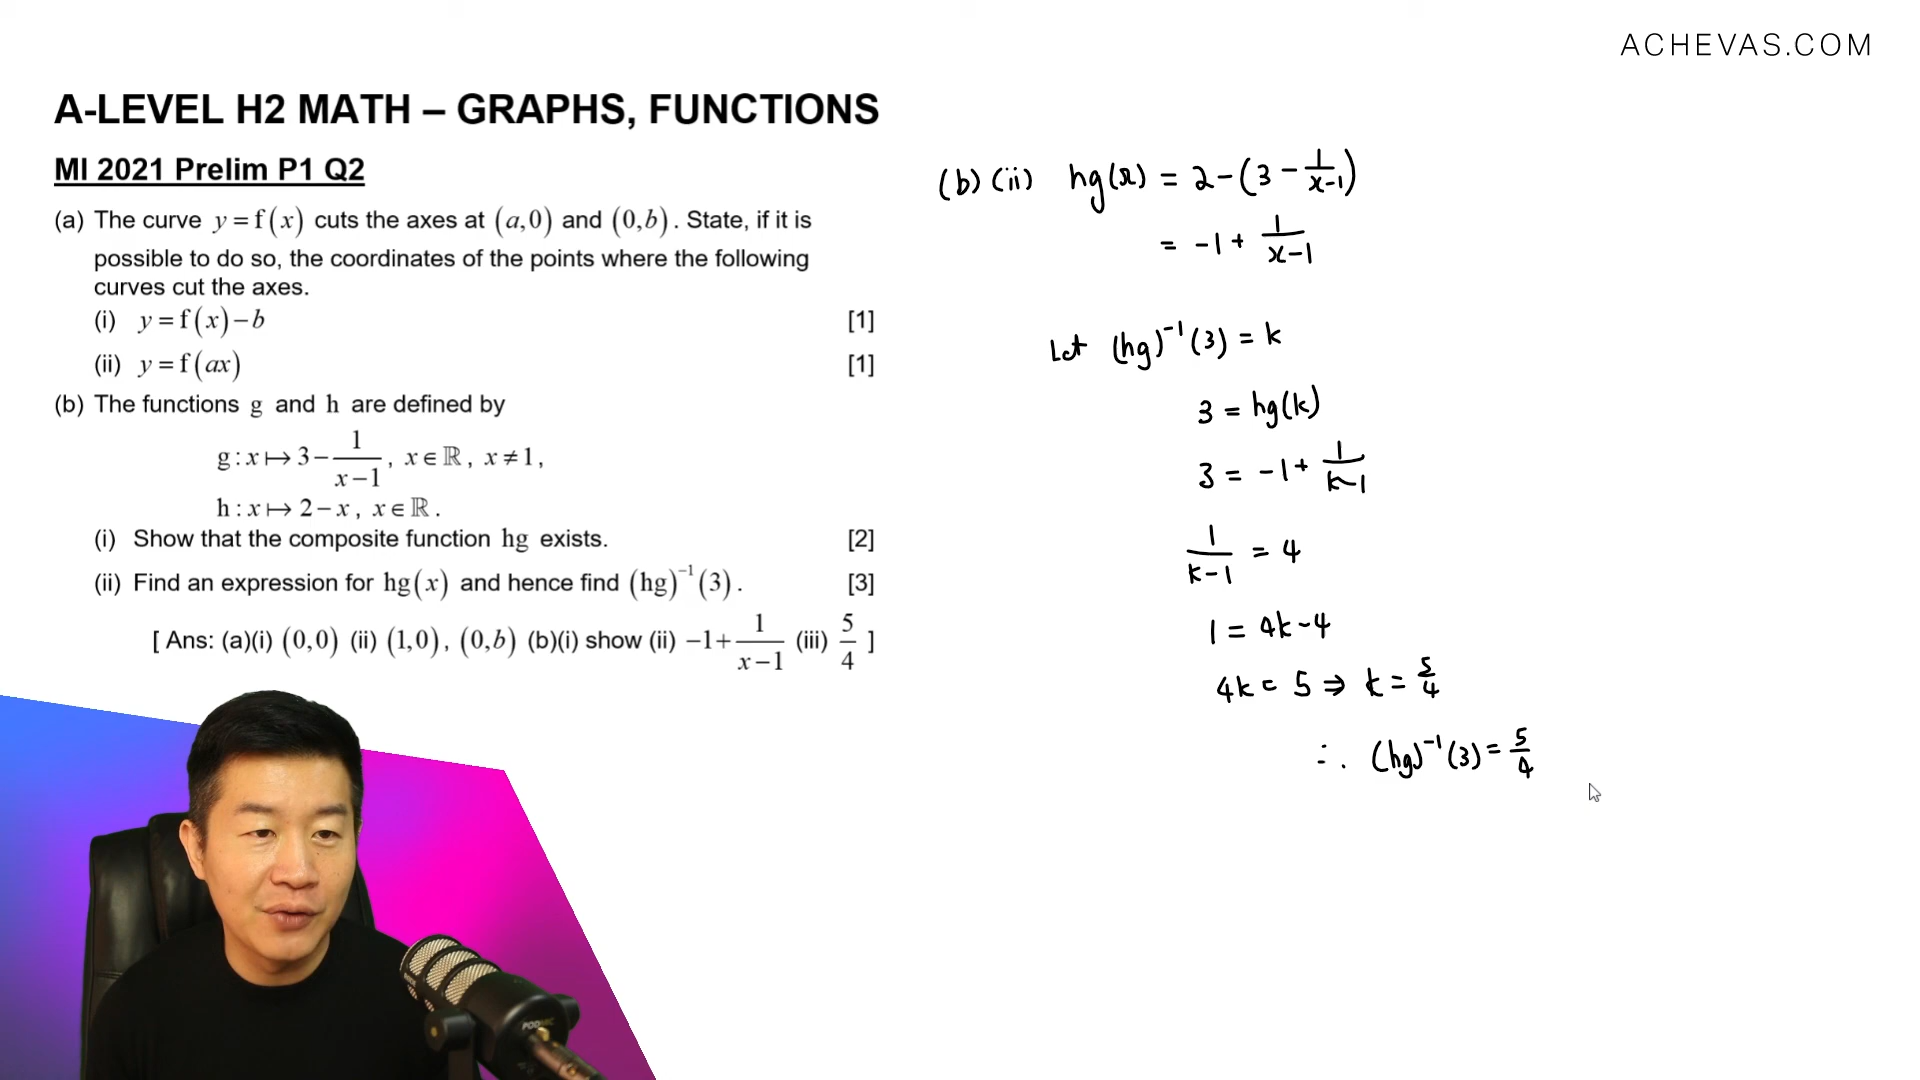 ACHEVAS.COM
A-LEVEL H2 MATH – GRAPHS, FUNCTIONS
MI 2021 Prelim P1 Q2
(a) The curve y = f(x) cuts the axes at (a,0) and (0,b). State, if it is
possible to do so, the coordinates of the points where the following
curves cut the axes.
(i) y = f(x) − b [1]
(ii) y = f(ax) [1]
(b) The functions g and h are defined by
g : x ↦ 3 − 1/(x−1), x ∈ ℝ, x ≠ 1,
h : x ↦ 2 − x, x ∈ ℝ.
(i) Show that the composite function hg exists. [2]
(ii) Find an expression for hg(x) and hence find (hg)⁻¹(3). [3]
[ Ans: (a)(i) (0,0) (ii) (1,0), (0,b) (b)(i) show (ii) −1+ 1/(x−1) (iii) 5/4 ]
(b) (ii) hg(x) = 2 − (3 − 1/(x−1))
= −1 + 1/(x−1)
Let (hg)⁻¹(3) = k
3 = hg(k)
3 = −1 + 1/(k−1)
1/(k−1) = 4
1 = 4k − 4
4k = 5 ⇒ k = 5/4
∴ (hg)⁻¹(3) = 5/4